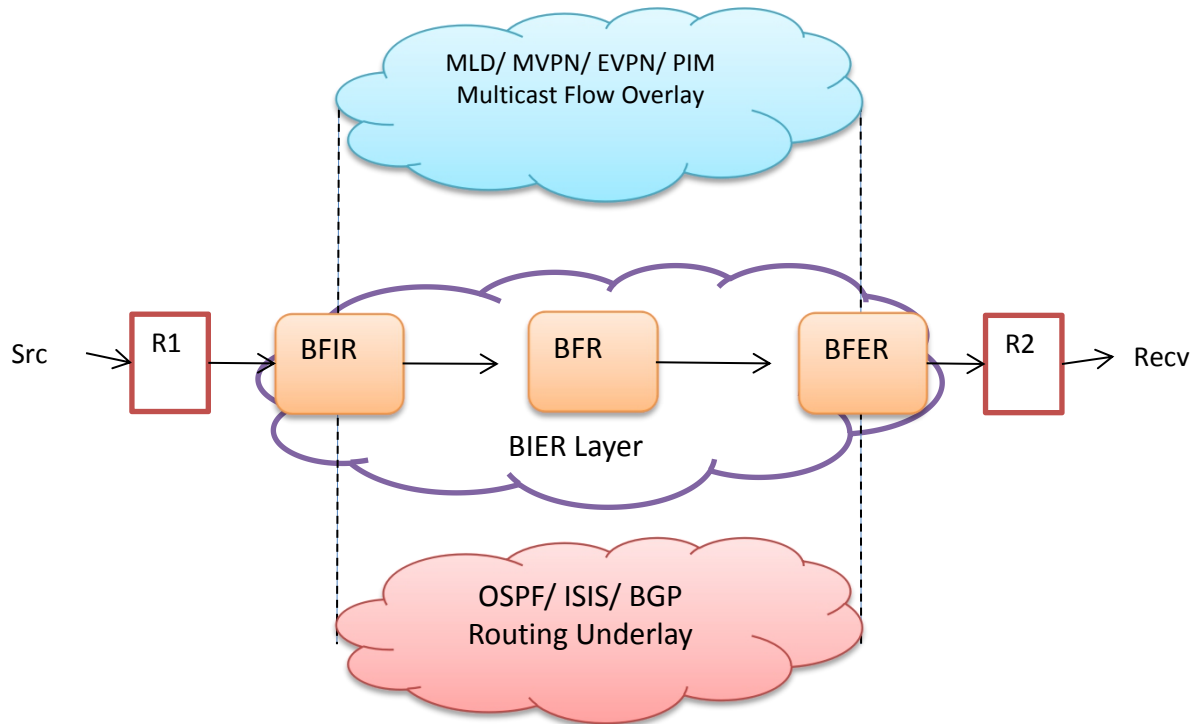 MLD/ MVPN/ EVPN/ PIM
Multicast Flow Overlay
Src
R1
BFIR
BFR
BFER
R2
Recv
BIER Layer
OSPF/ ISIS/ BGP
Routing Underlay